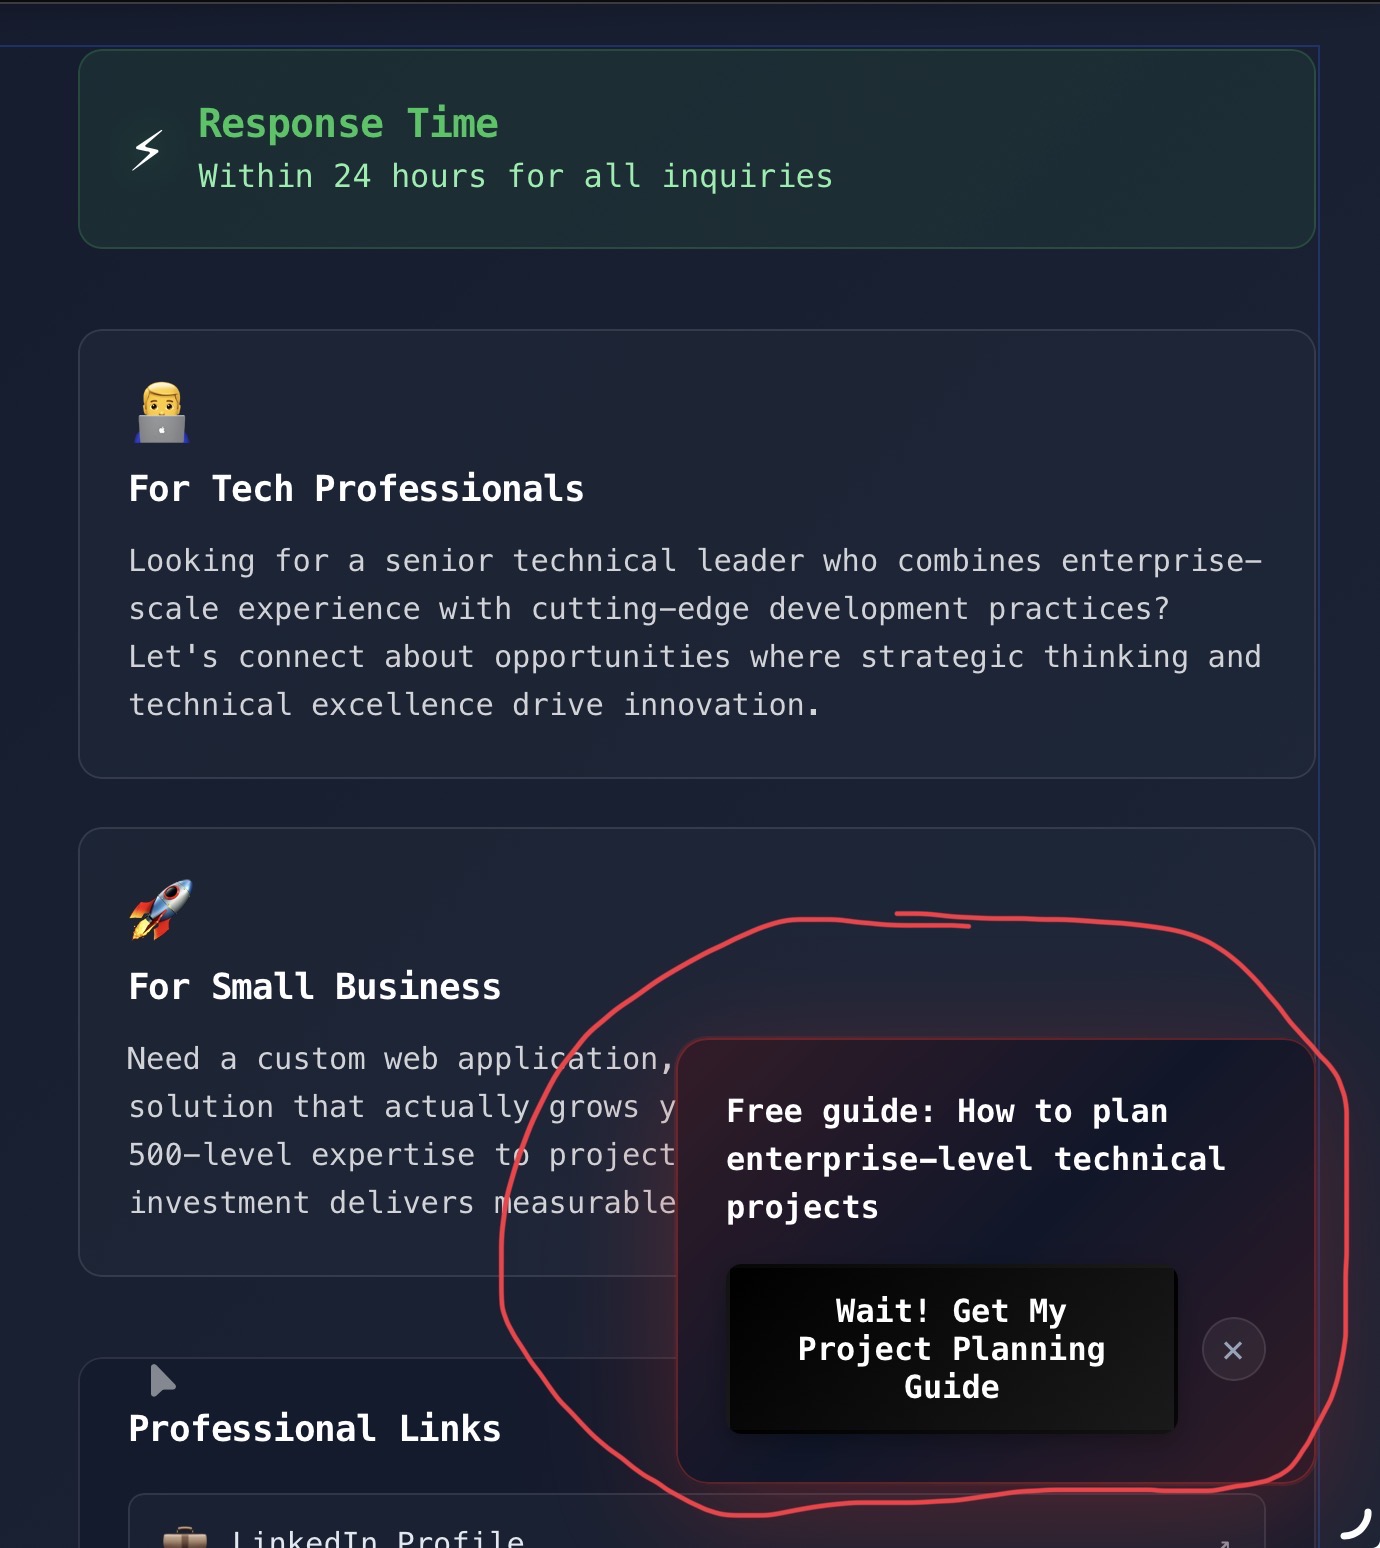 Response Time
Within 24 hours for all inquiries
For Tech Professionals
Looking for a senior technical leader who combines enterprise-
scale experience with cutting-edge development practices?
Let's connect about opportunities where strategic thinking and
technical excellence drive innovation.
For Small Business
Need a custom web application,
solution that actually grows y
500-level expertise to project
investment delivers measurable
Free guide: How to plan
enterprise-level technical
projects
Wait! Get My
Project Planning
Guide
×
Professional Links
LinkedIn Profile